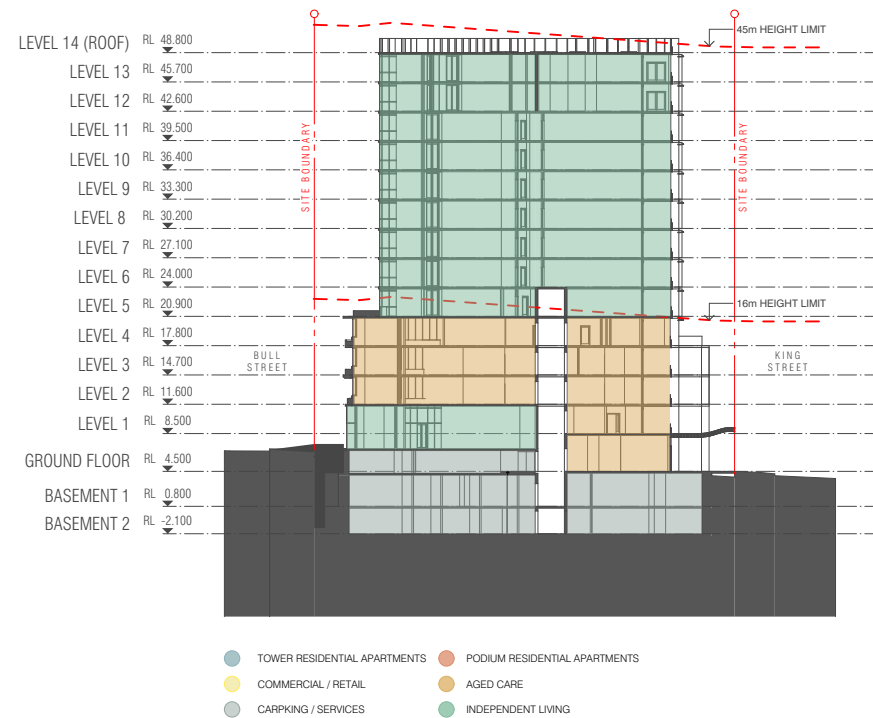 LEVEL 14 (ROOF) RL 48.800
45m HEIGHT LIMIT
LEVEL 13 RL 45.700
LEVEL 12 RL 42.600
LEVEL 11 RL 39.500
LEVEL 10 RL 36.400
SITE BOUNDARY
SITE BOUNDARY
LEVEL 9 RL 33.300
LEVEL 8 RL 30.200
LEVEL 7 RL 27.100
LEVEL 6 RL 24.000
LEVEL 5 RL 20.900
16m HEIGHT LIMIT
LEVEL 4 RL 17.800
LEVEL 3 RL 14.700
BULL
STREET
KING
STREET
LEVEL 2 RL 11.600
LEVEL 1 RL 8.500
GROUND FLOOR RL 4.500
BASEMENT 1 RL 0.800
BASEMENT 2 RL -2.100
TOWER RESIDENTIAL APARTMENTS
PODIUM RESIDENTIAL APARTMENTS
COMMERCIAL / RETAIL
AGED CARE
CARPKING / SERVICES
INDEPENDENT LIVING